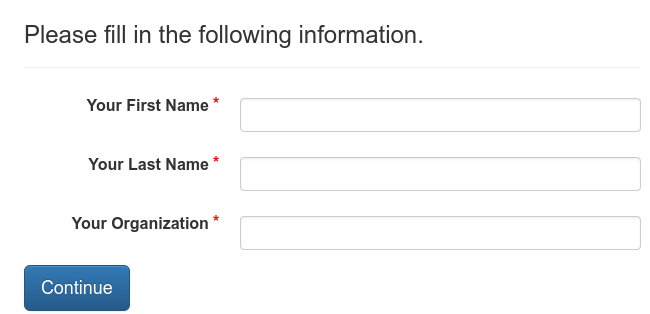 Please fill in the following information.
Your First Name *
Your Last Name *
Your Organization *
Continue